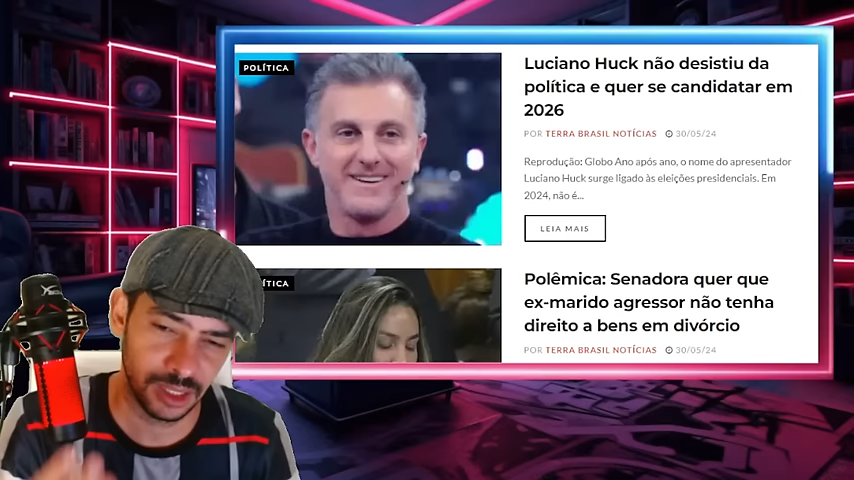 POLÍTICA
Luciano Huck não desistiu da
política e quer se candidatar em
2026
POR TERRA BRASIL NOTÍCIAS 30/05/24
Reprodução: Globo Ano após ano, o nome do apresentador
Luciano Huck surge ligado às eleições presidenciais. Em
2024, não é...
LEIA MAIS
ÍTICA
Polêmica: Senadora quer que
ex-marido agressor não tenha
direito a bens em divórcio
POR TERRA BRASIL NOTÍCIAS 30/05/24